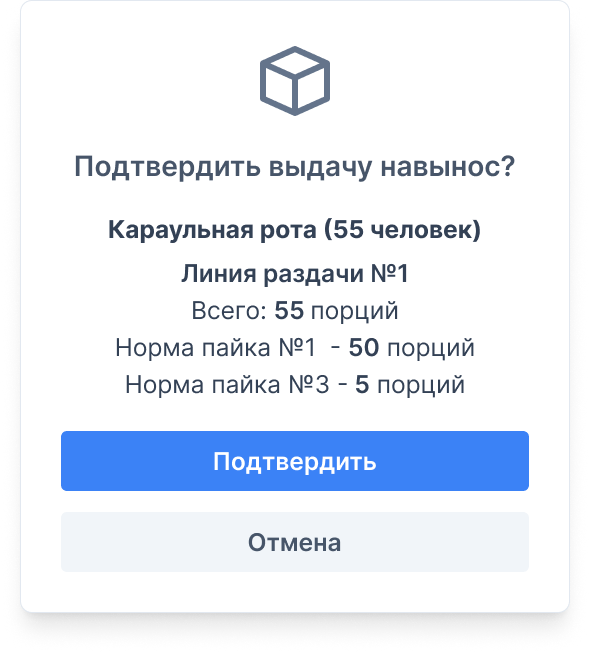 Подтвердить выдачу навынос?
Караульная рота (55 человек)
Линия раздачи №1
Всего: 55 порций
Норма пайка №1 - 50 порций
Норма пайка №3 - 5 порций
Подтвердить
Отмена